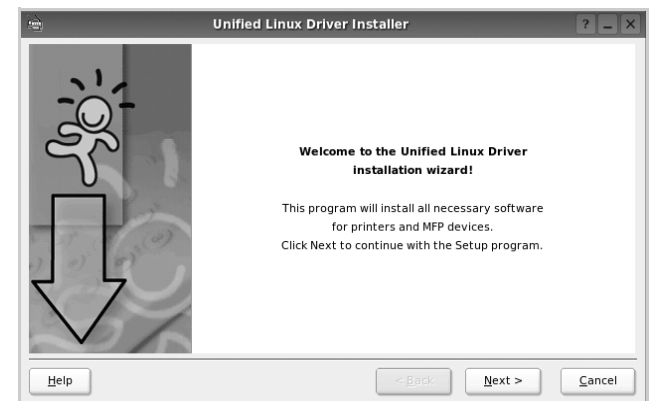 Unified Linux Driver Installer
Welcome to the Unified Linux Driver
installation wizard!
This program will install all necessary software
for printers and MFP devices.
Click Next to continue with the Setup program.
Help
< Back
Next >
Cancel